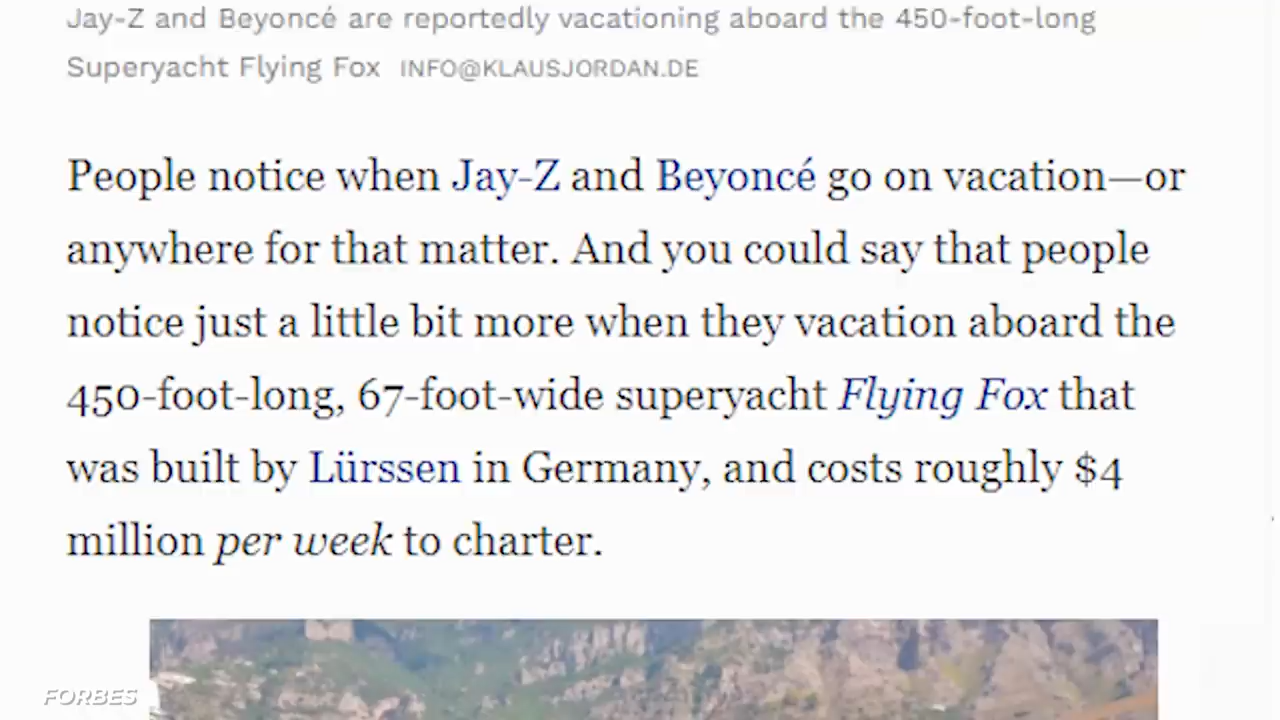 Jay-Z and Beyoncé are reportedly vacationing aboard the 450-foot-long
Superyacht Flying Fox INFO@KLAUSJORDAN.DE
People notice when Jay-Z and Beyoncé go on vacation—or
anywhere for that matter. And you could say that people
notice just a little bit more when they vacation aboard the
450-foot-long, 67-foot-wide superyacht Flying Fox that
was built by Lürssen in Germany, and costs roughly $4
million per week to charter.
FORBES